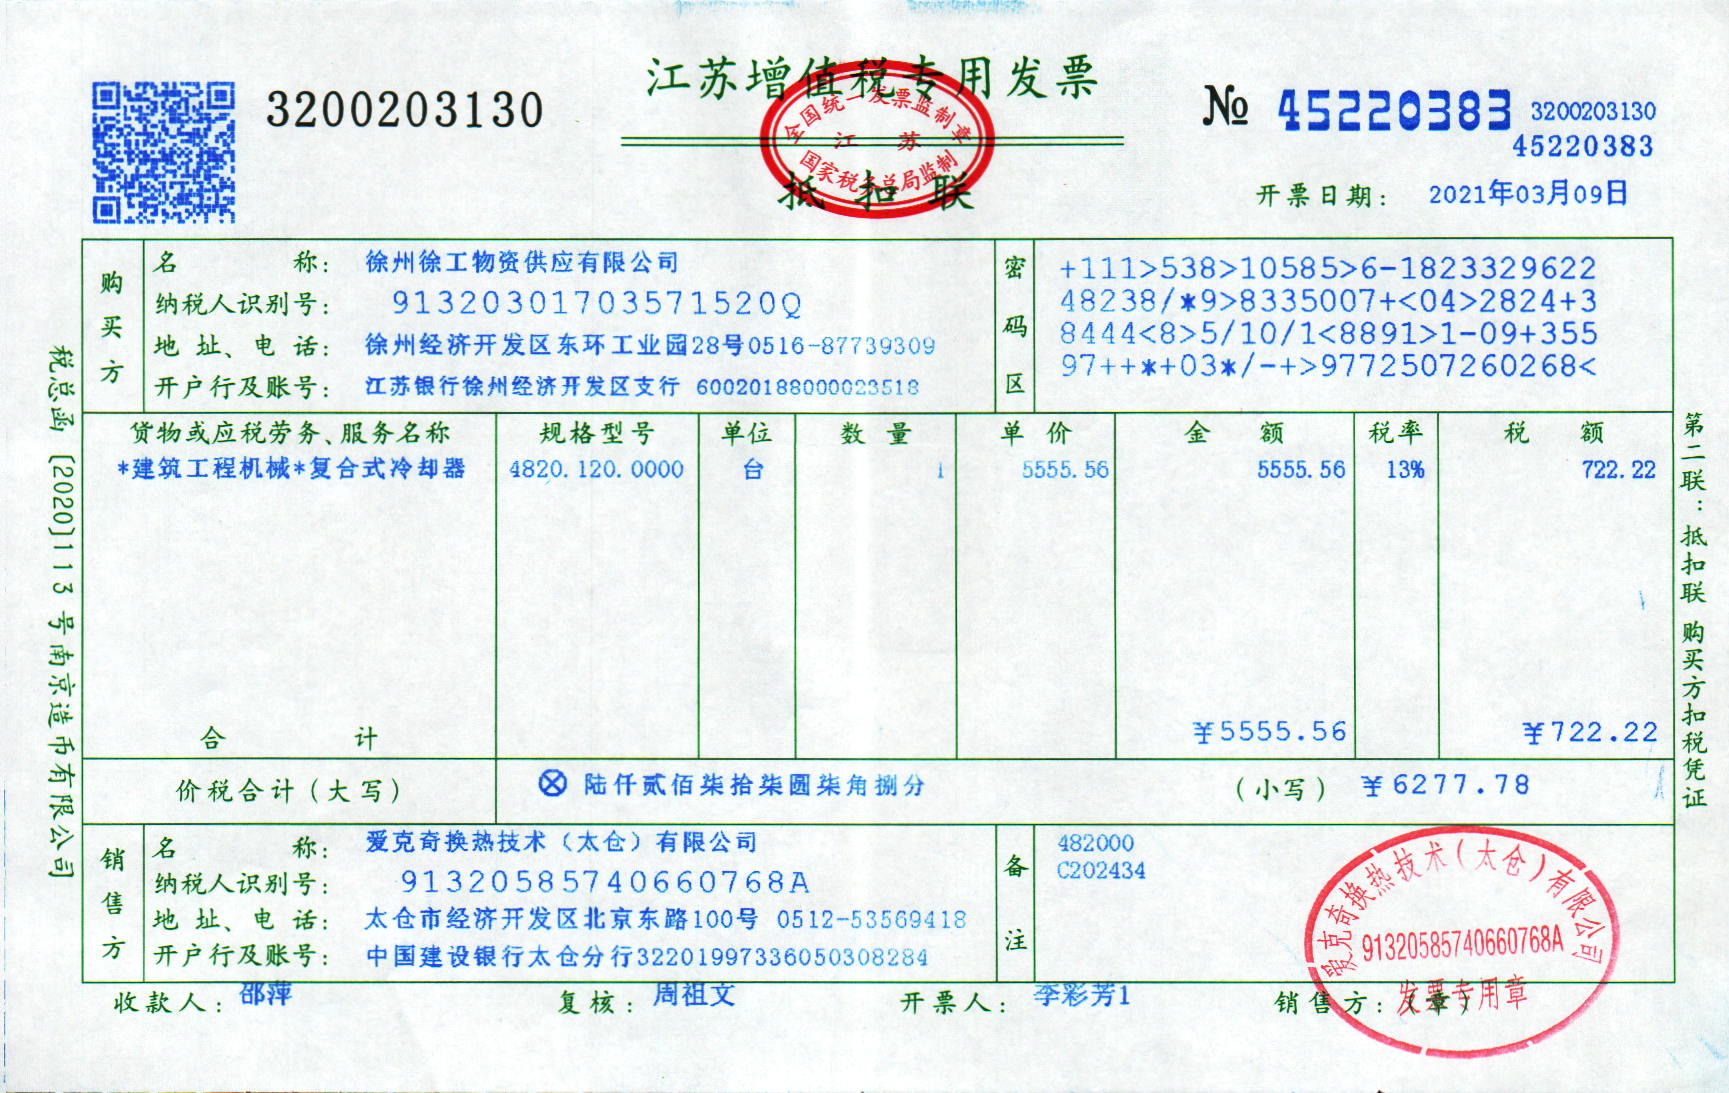 江苏增值税专用发票
3200203130
全国统一发票监制章
江苏
国家税务总局监制
抵扣联
№ 45220383
3200203130
45220383
开票日期: 2021年03月09日
购买方
名称: 徐州徐工物资供应有限公司
纳税人识别号: 91320301703571520Q
地址、电话: 徐州经济开发区东环工业园28号0516-87739309
开户行及账号: 江苏银行徐州经济开发区支行 60020188000023518
密码区
+111>538>10585>6-1823329622
48238/*9>8335007+<04>2824+3
8444<8>5/10/1<8891>1-09+355
97++*+03*/-+>9772507260268<
货物或应税劳务、服务名称 规格型号 单位 数量 单价 金额 税率 税额
*建筑工程机械*复合式冷却器 4820.120.0000 台 1 5555.56 5555.56 13% 722.22
合计 ¥5555.56 ¥722.22
价税合计(大写) ⊗陆仟贰佰柒拾柒圆柒角捌分 (小写) ¥6277.78
销售方
名称: 爱克奇换热技术（太仓）有限公司
纳税人识别号: 91320585740660768A
地址、电话: 太仓市经济开发区北京东路100号 0512-53569418
开户行及账号: 中国建设银行太仓分行32201997336050308284
备注
482000
C202434
爱克奇换热技术(太仓)有限公司
91320585740660768A
发票专用章
收款人: 邵萍 复核: 周祖文 开票人: 李彩芳1 销售方:(章)
税总函[2020]113号南京造币有限公司
第二联:抵扣联 购买方扣税凭证